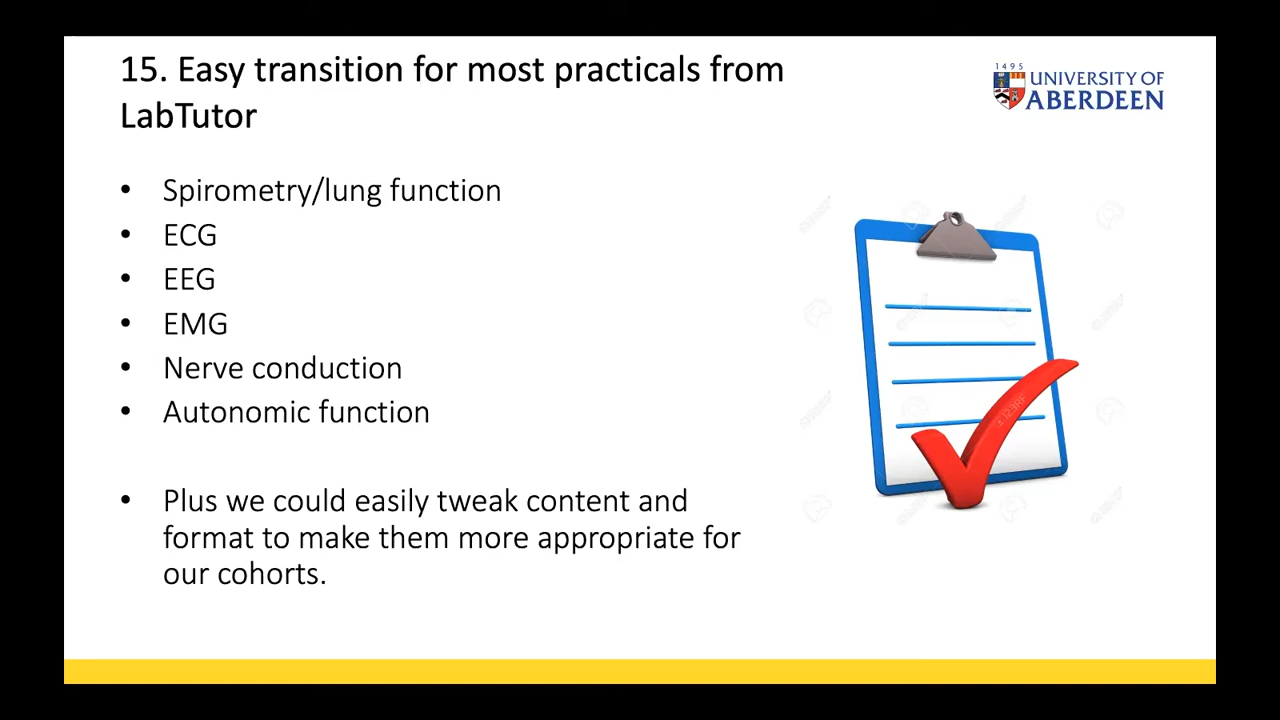 15. Easy transition for most practicals from
LabTutor
1495
UNIVERSITY OF
ABERDEEN
• Spirometry/lung function
• ECG
• EEG
• EMG
• Nerve conduction
• Autonomic function
• Plus we could easily tweak content and
format to make them more appropriate for
our cohorts.
123RF